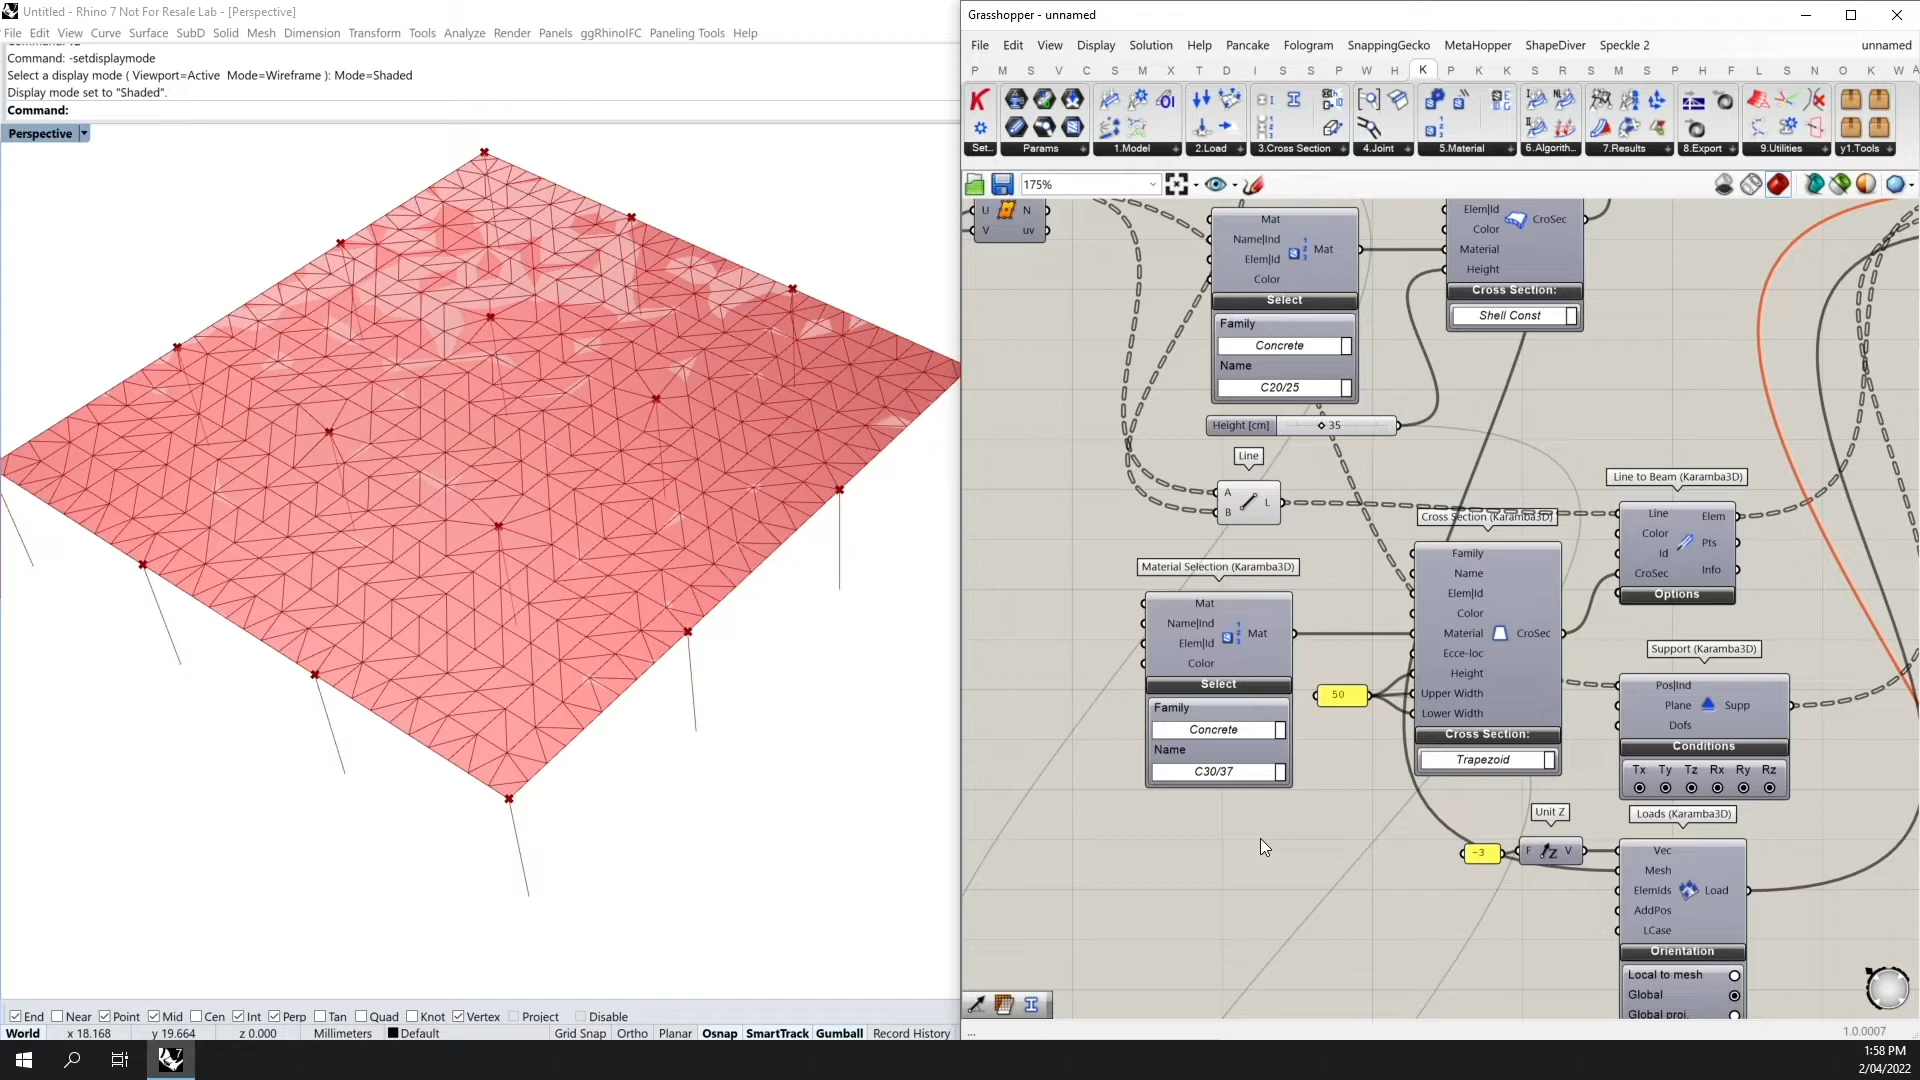 Untitled - Rhino 7 Not For Resale Lab - [Perspective]
File Edit View Curve Surface SubD Solid Mesh Dimension Transform Tools Analyze Render Panels ggRhinoIFC Paneling Tools Help
Command: -setdisplaymode
Select a display mode ( Viewport=Active Mode=Wireframe ): Mode=Shaded
Display mode set to "Shaded".
Command:
Perspective
End Near Point Mid Cen Int Perp Tan Quad Knot Vertex Project Disable
World x 18.168 y 19.664 z 0.000 Millimeters Default Grid Snap Ortho Planar Osnap SmartTrack Gumball Record History
Grasshopper - unnamed
File Edit View Display Solution Help Pancake Fologram SnappingGecko MetaHopper ShapeDiver Speckle 2 unnamed
P M S V C S M X T D I S S P W H K P K K S R S M S P H F L S N O K W A
Set... Params 1.Model 2.Load 3.Cross Section 4.Joint 5.Material 6.Algorith... 7.Results 8.Export 9.Utilities y1.Tools
175%
U N
V uv
Mat
Name|Ind
Elem|Id
Color
Mat
Select
Family
Concrete
Name
C20/25
Elem|Id
Color
Material
Height
CroSec
Cross Section:
Shell Const
Height [cm] 35
Line
A
B
L
Line to Beam (Karamba3D)
Line
Color
Id
CroSec
Elem
Pts
Info
Options
Cross Section (Karamba3D)
Family
Name
Elem|Id
Color
Material
Ecce-loc
Height
Upper Width
Lower Width
CroSec
Cross Section:
Trapezoid
Material Selection (Karamba3D)
Mat
Name|Ind
Elem|Id
Color
Mat
Select
Family
Concrete
Name
C30/37
50
Support (Karamba3D)
Pos|Ind
Plane
Dofs
Supp
Conditions
Tx Ty Tz Rx Ry Rz
Unit Z
-3
F Z V
Loads (Karamba3D)
Vec
Mesh
ElemIds
AddPos
LCase
Load
Orientation
Local to mesh
Global
Global proj.
...
1.0.0007
1:58 PM
2/04/2022